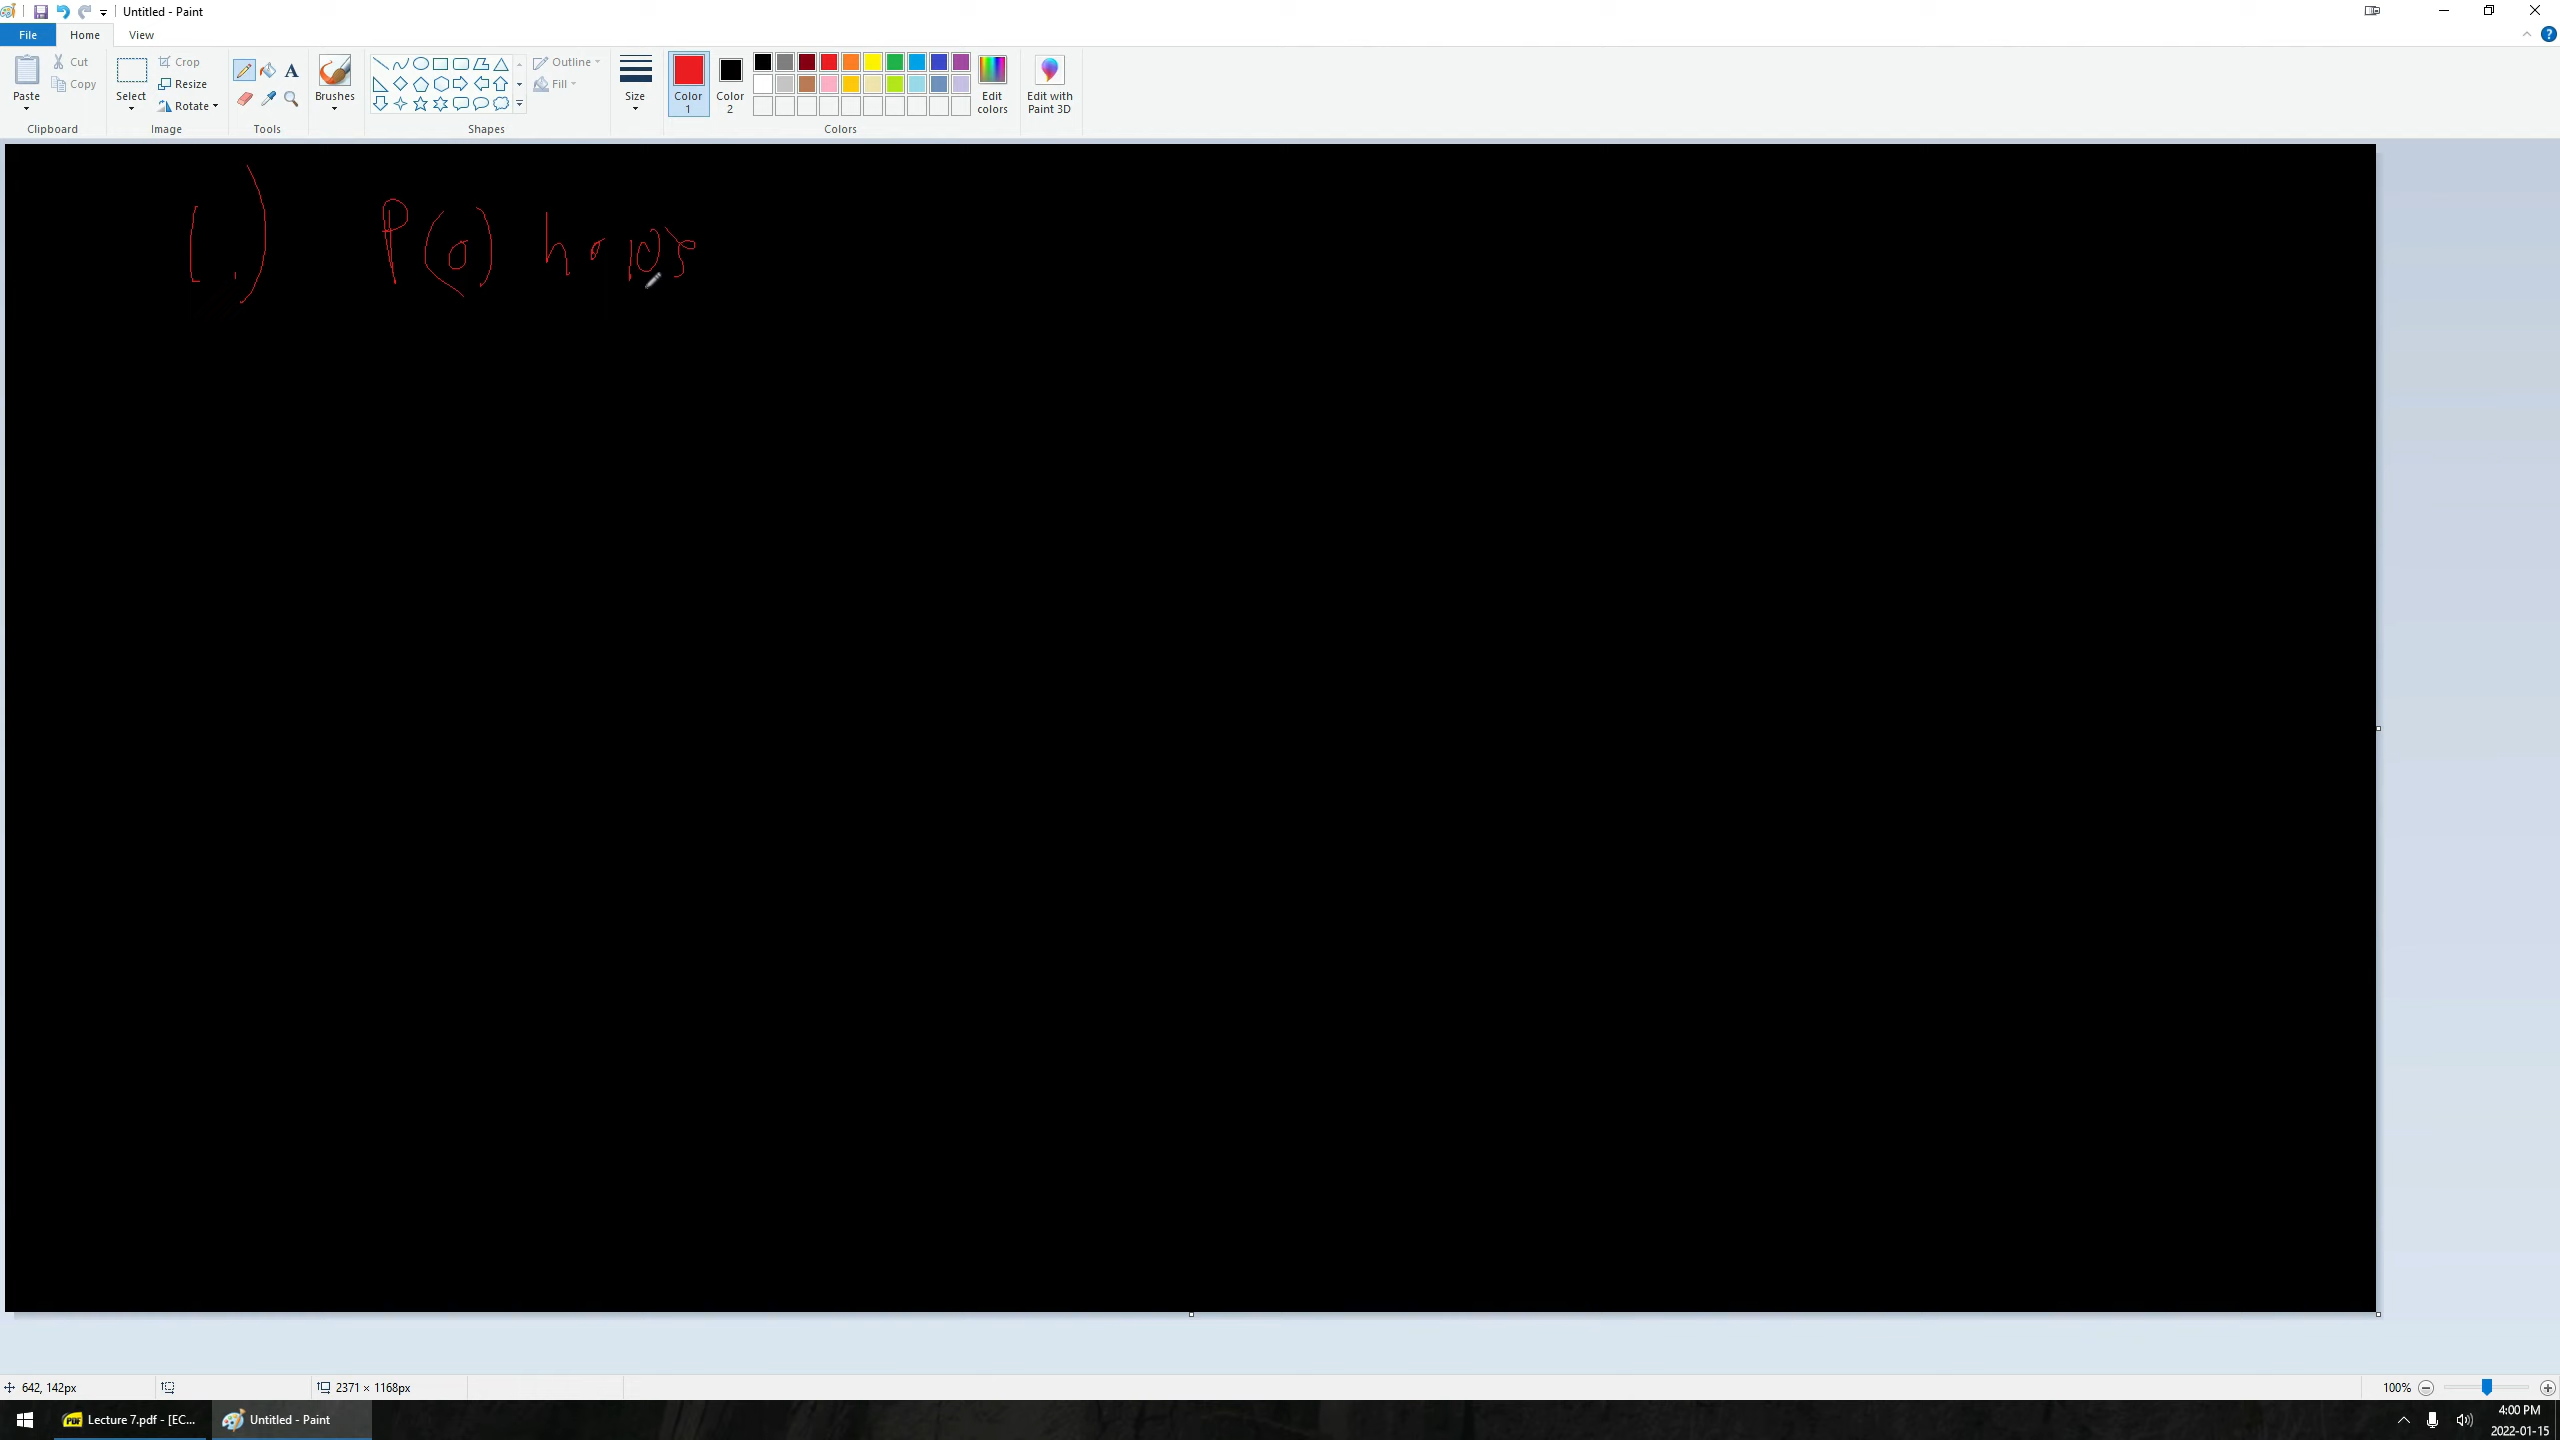 Untitled - Paint
File Home View
Paste Cut Copy Select Crop Resize Rotate Brushes Outline Fill Size Color 1 Color 2 Edit colors Edit with Paint 3D
Clipboard Image Tools Shapes Colors
P(0) h
642, 142px 2371 × 1168px 100%
Lecture 7.pdf - [EC... Untitled - Paint 4:00 PM
2022-01-15